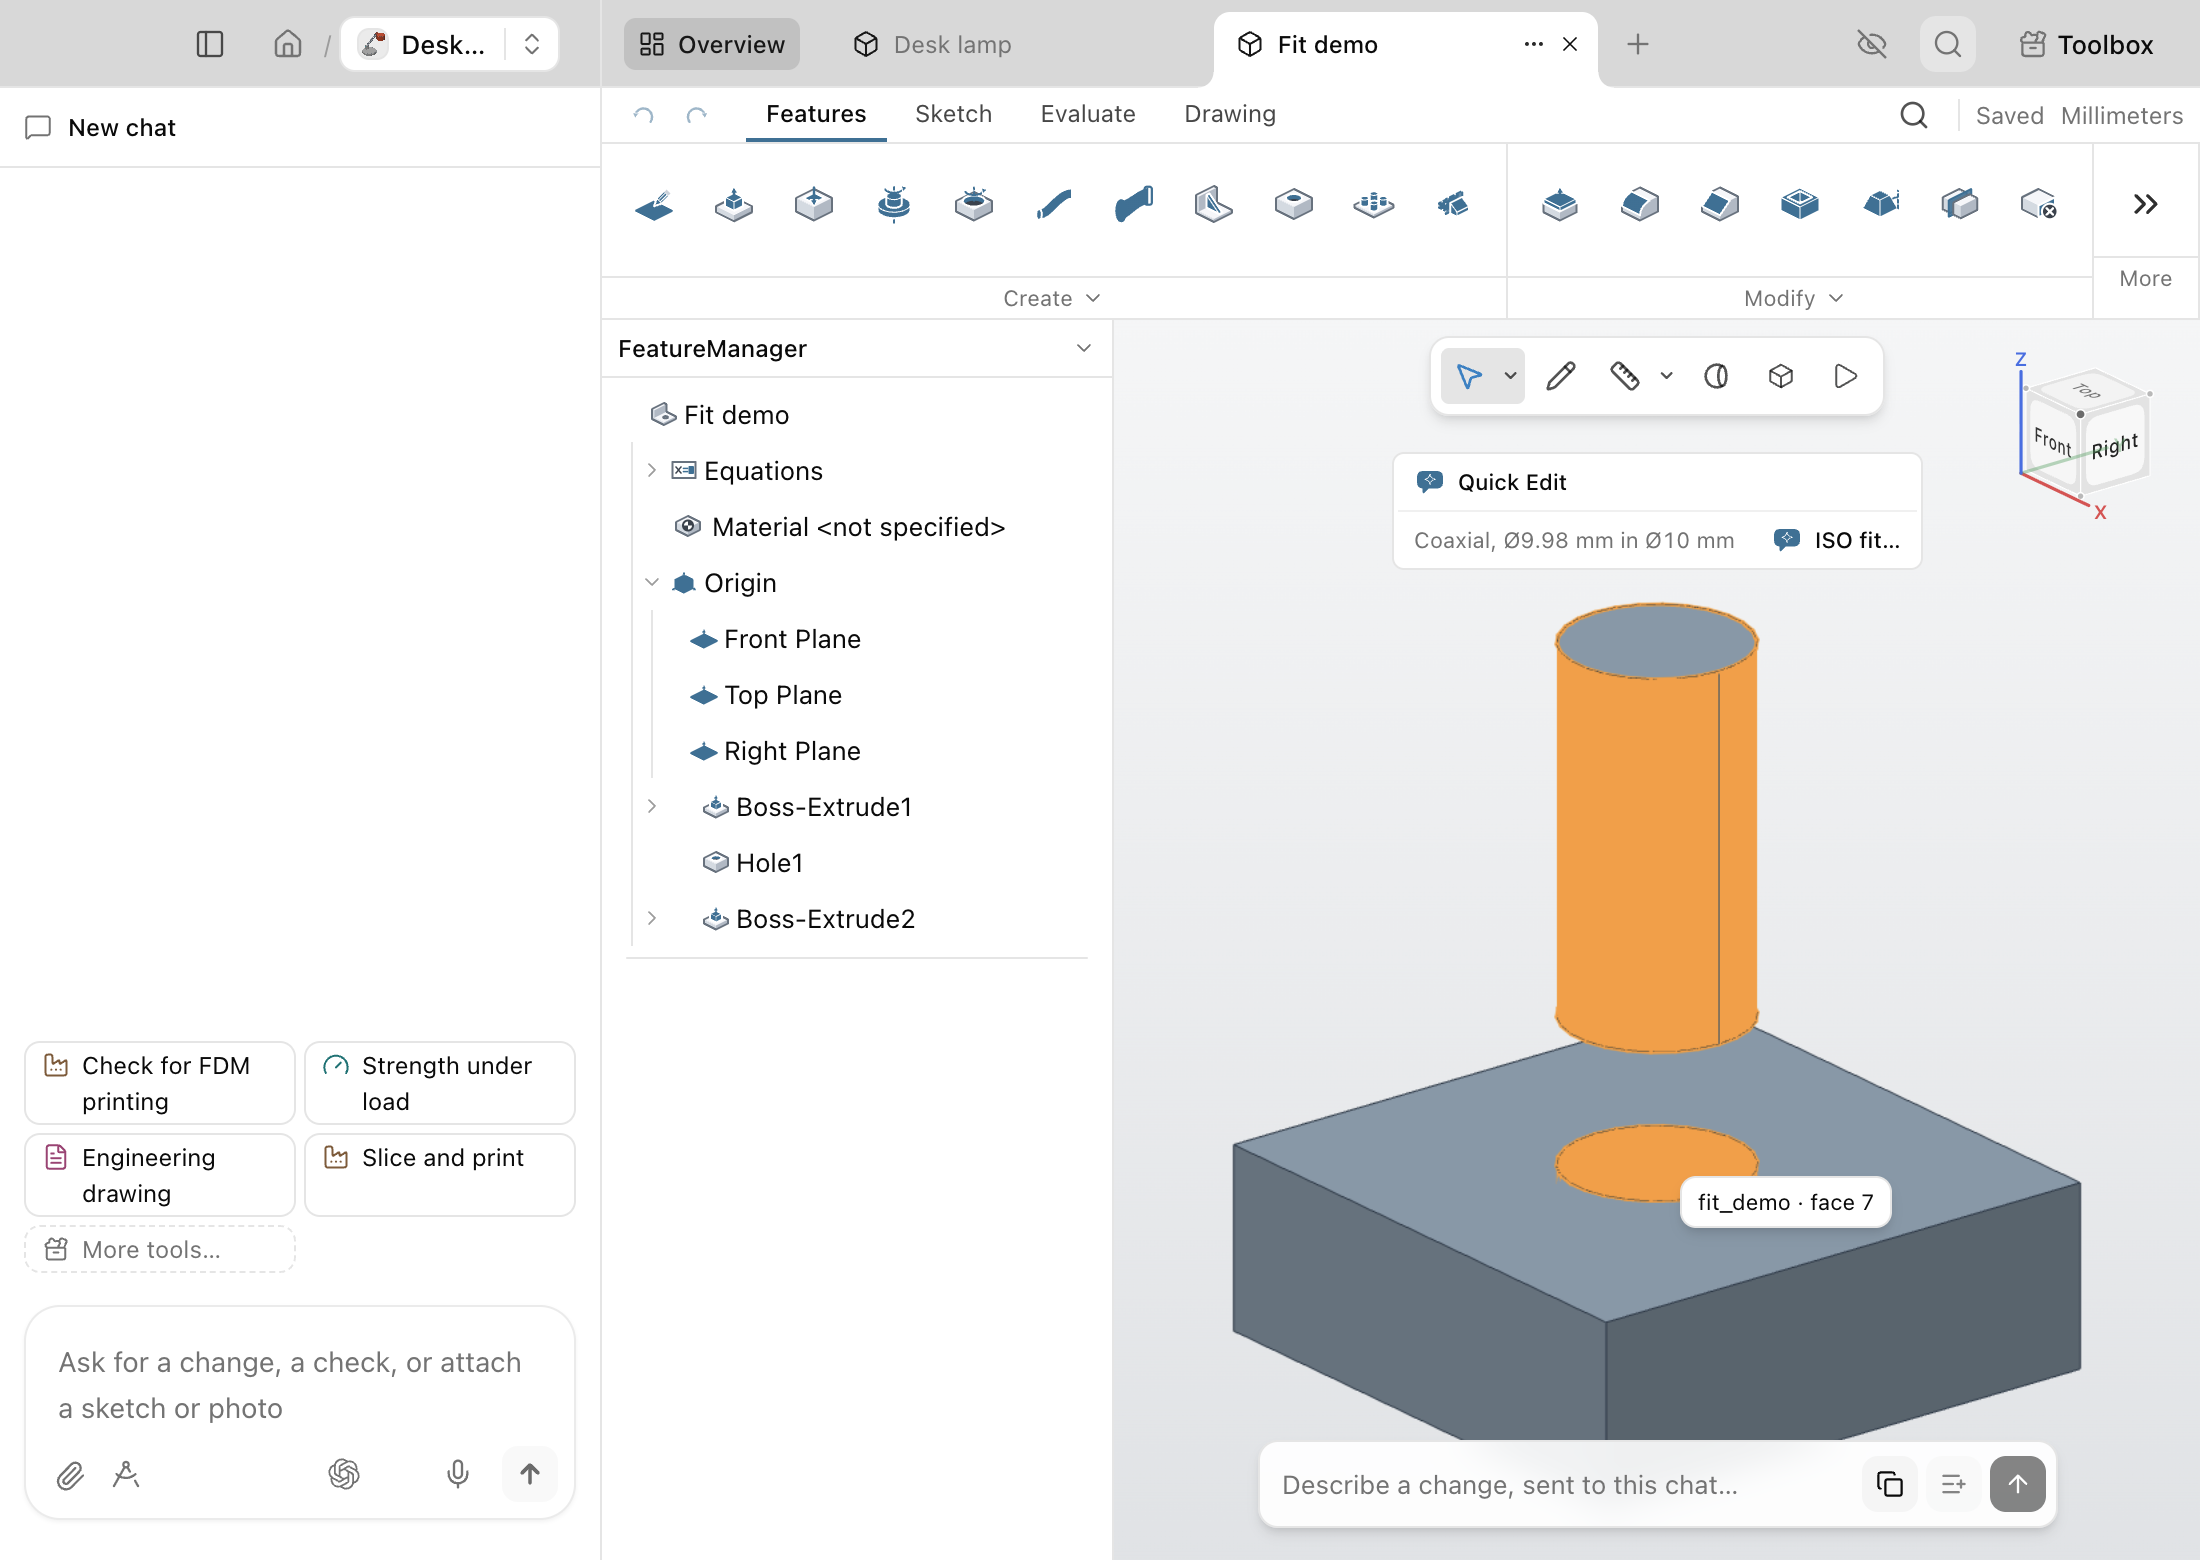 Desk...
Overview
Desk lamp
Fit demo
Toolbox
New chat
Features
Sketch
Evaluate
Drawing
Saved
Millimeters
Create
Modify
More
FeatureManager
Fit demo
Equations
Material <not specified>
Origin
Front Plane
Top Plane
Right Plane
Boss-Extrude1
Hole1
Boss-Extrude2
Quick Edit
Coaxial, Ø9.98 mm in Ø10 mm
ISO fit...
Z
Top
Front
Right
X
fit_demo · face 7
Check for FDM
printing
Strength under
load
Engineering
drawing
Slice and print
More tools...
Ask for a change, a check, or attach
a sketch or photo
Describe a change, sent to this chat...